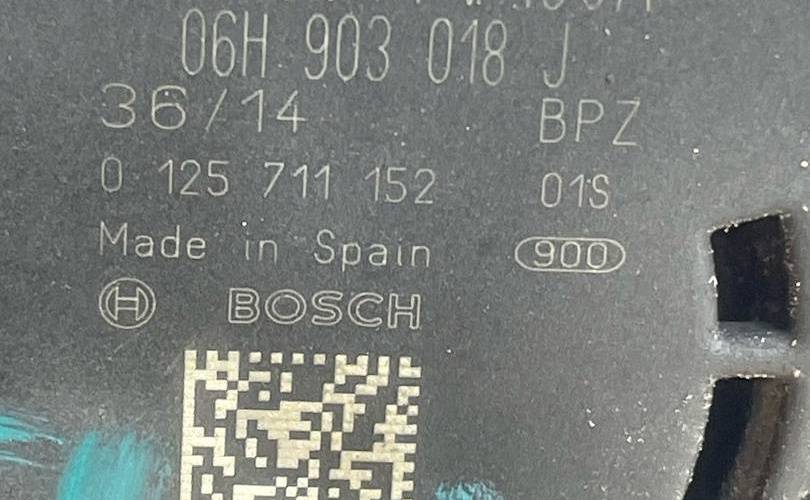 06H 903 018 J
36/14 BPZ
0 125 711 152 01S
Made in Spain 900
H BOSCH